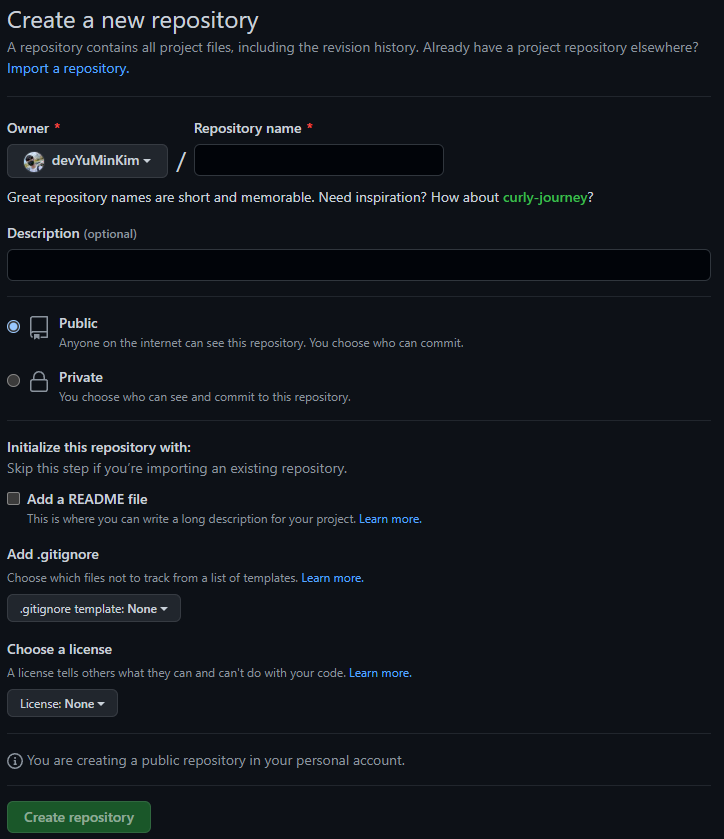 Create a new repository
A repository contains all project files, including the revision history. Already have a project repository elsewhere?
Import a repository.
Owner * Repository name *
devYuMinKim /
Great repository names are short and memorable. Need inspiration? How about curly-journey?
Description (optional)
Public
Anyone on the internet can see this repository. You choose who can commit.
Private
You choose who can see and commit to this repository.
Initialize this repository with:
Skip this step if you're importing an existing repository.
Add a README file
This is where you can write a long description for your project. Learn more.
Add .gitignore
Choose which files not to track from a list of templates. Learn more.
.gitignore template: None
Choose a license
A license tells others what they can and can't do with your code. Learn more.
License: None
You are creating a public repository in your personal account.
Create repository